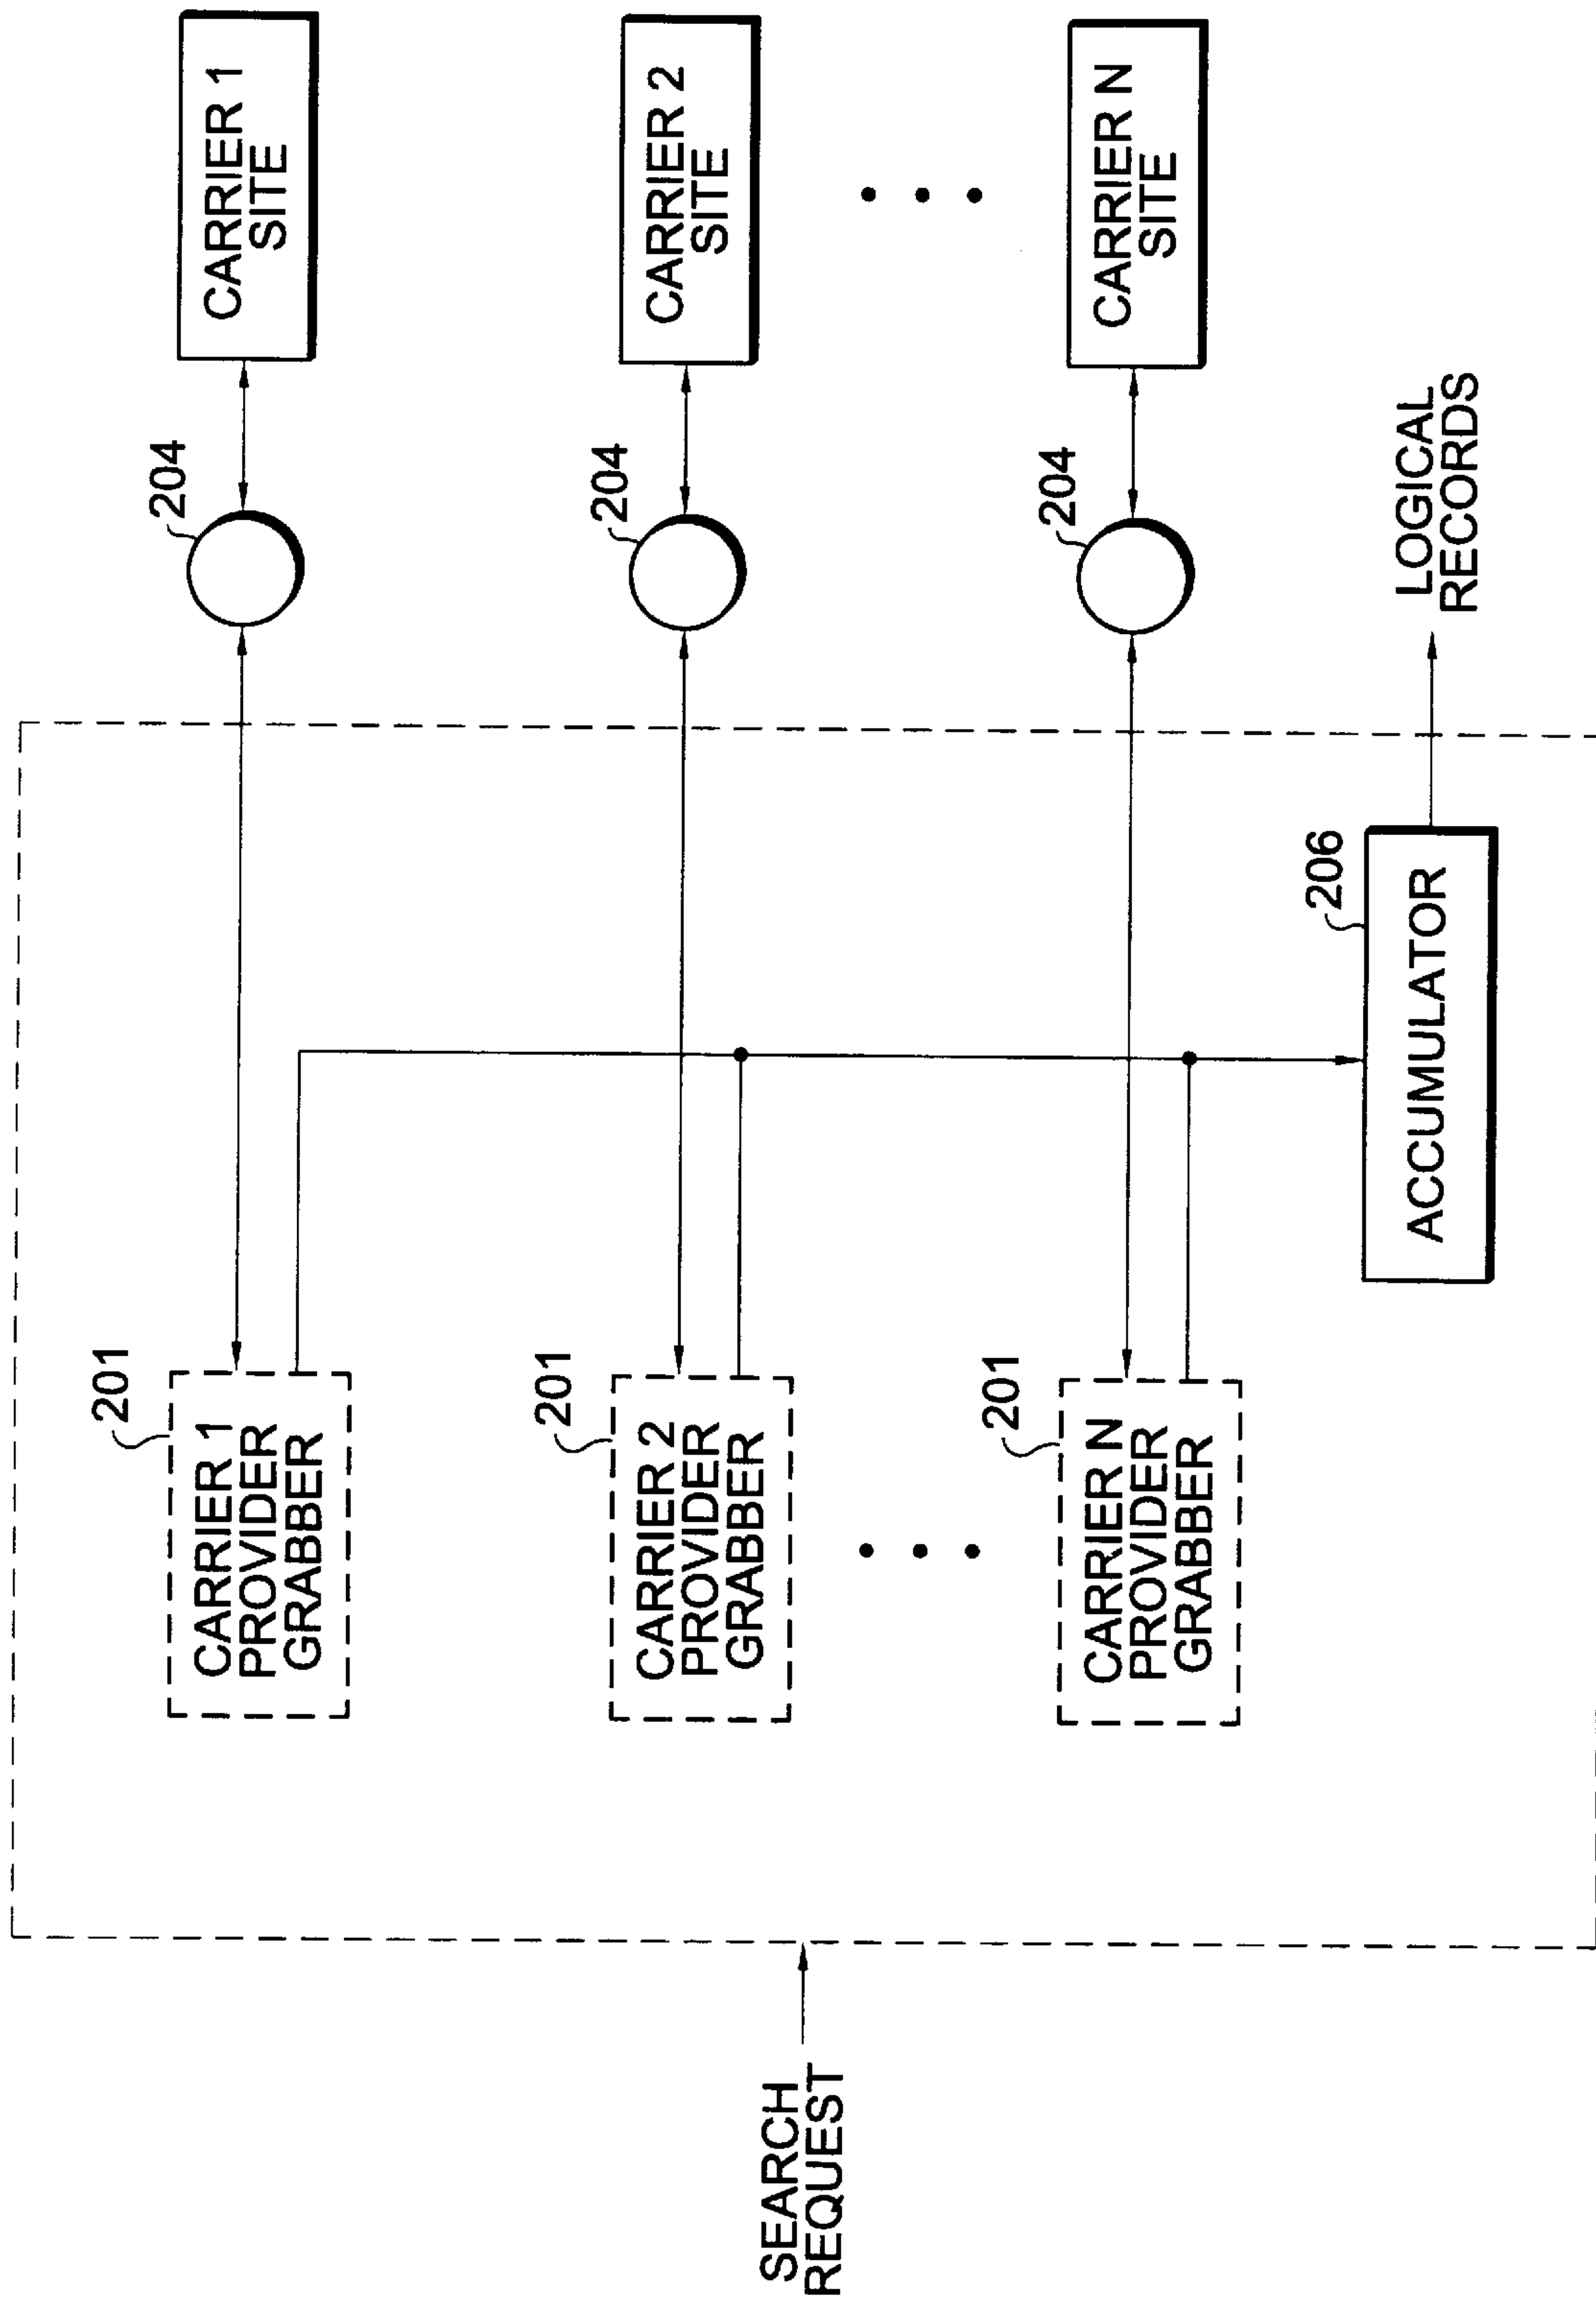 201
CARRIER 1
PROVIDER
GRABBER
204
CARRIER 1
SITE
201
CARRIER 2
PROVIDER
GRABBER
204
CARRIER 2
SITE
SEARCH
REQUEST
201
CARRIER N
PROVIDER
GRABBER
204
CARRIER N
SITE
206
ACCUMULATOR
LOGICAL
RECORDS